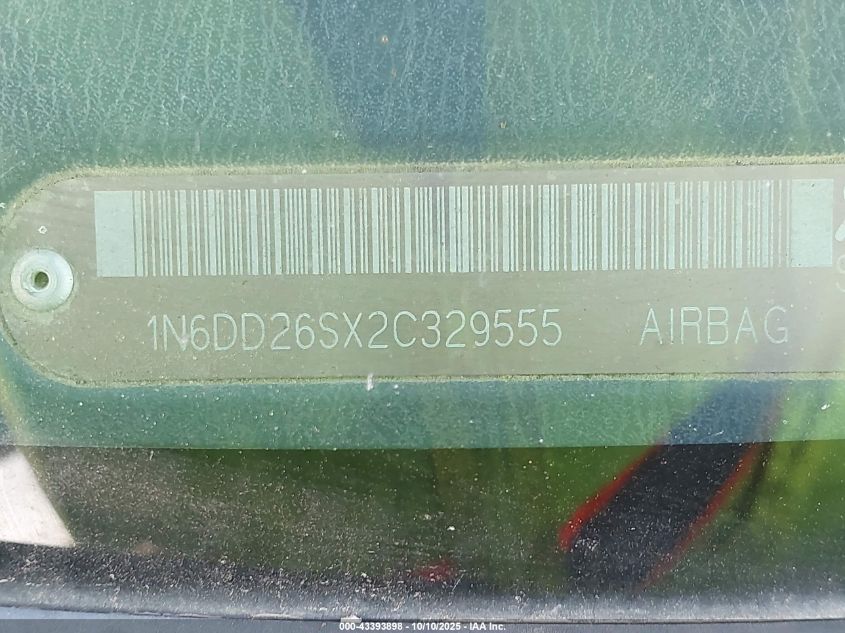 1N6DD26SX2C329555 AIRBAG
000-43393898 - 10/10/2025 - IAA Inc.